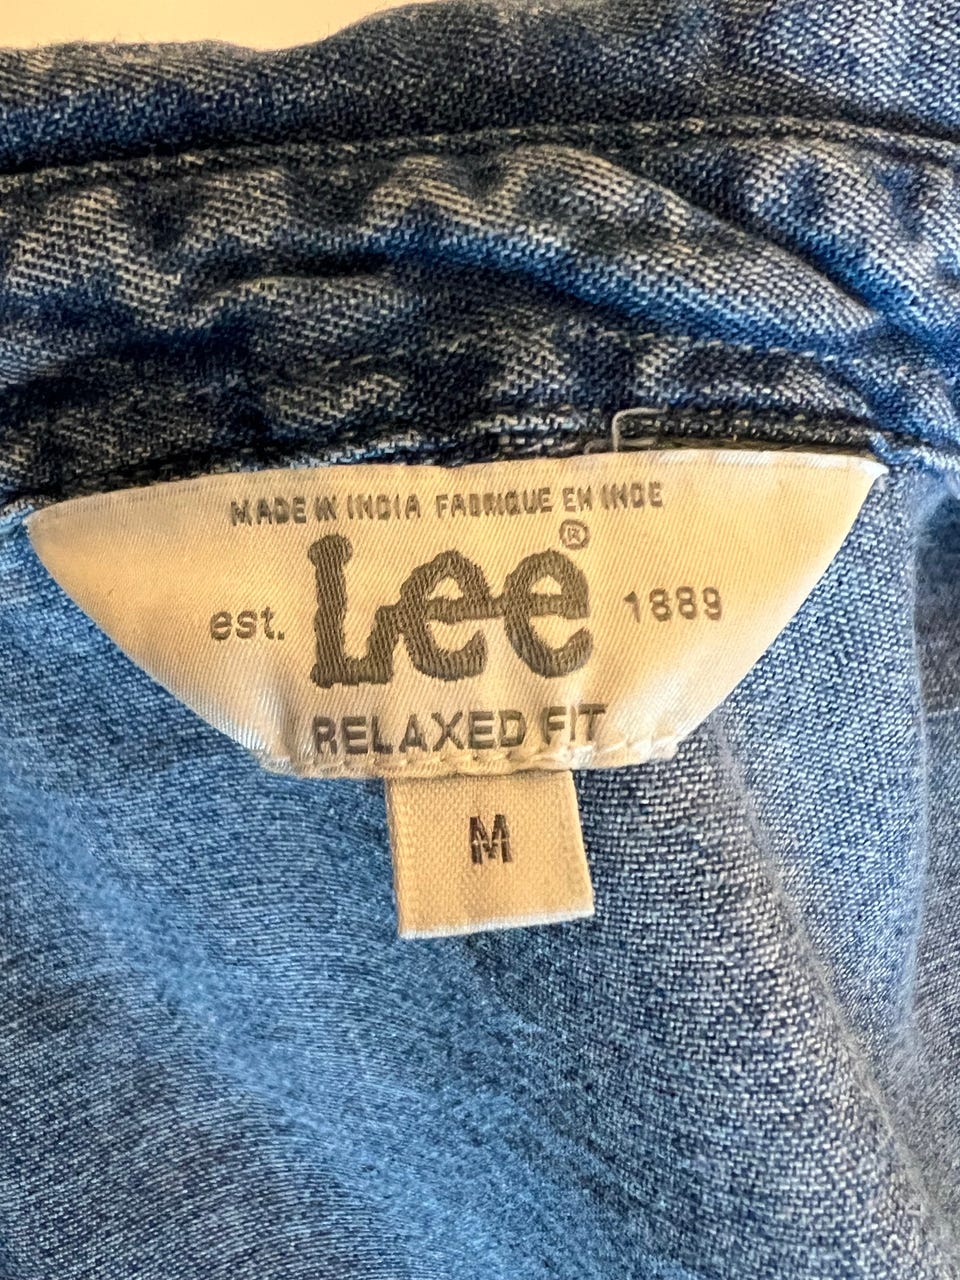 MADE IN INDIA FABRIQUE EN INDE
Lee®
est. 1889
RELAXED FIT
M